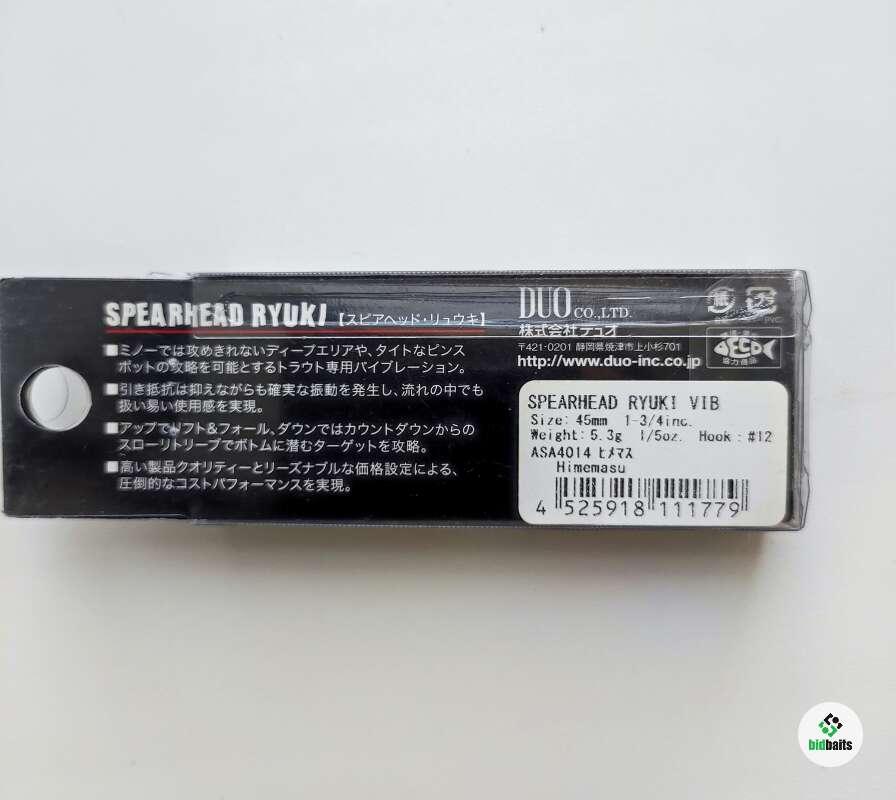 SPEARHEAD RYUKI【スピアヘッド・リュウキ】
■ミノーでは攻めきれないディープエリアや、タイトなピンス
ポットの攻略を可能とするトラウト専用バイブレーション。
■引き抵抗は抑えながらも確実な振動を発生し、流れの中でも
扱い易い使用感を実現。
■アップでリフト&フォール、ダウンではカウントダウンからの
スローリトリーブでボトムに潜むターゲットを攻略。
■高い製品クオリティーとリーズナブルな価格設定による、
圧倒的なコストパフォーマンスを実現。
DUO CO.,LTD.
株式会社デュオ
〒421-0201 静岡県焼津市上小杉701
http://www.duo-inc.co.jp
紙
プラ
PVC
ECO
協力商品
SPEARHEAD RYUKI VIB
Size: 45mm 1-3/4inc.
Weight: 5.3g 1/5oz. Hook: #12
ASA4014 ヒメマス
Himemasu
4 525918 111779
bidbaits